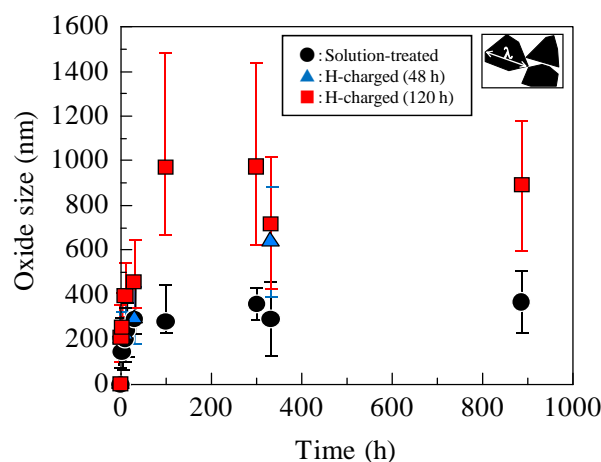 1600
1400
1200
1000
800
600
400
200
0
Oxide size (nm)
: Solution-treated
: H-charged (48 h)
: H-charged (120 h)
λ
0 200 400 600 800 1000
Time (h)